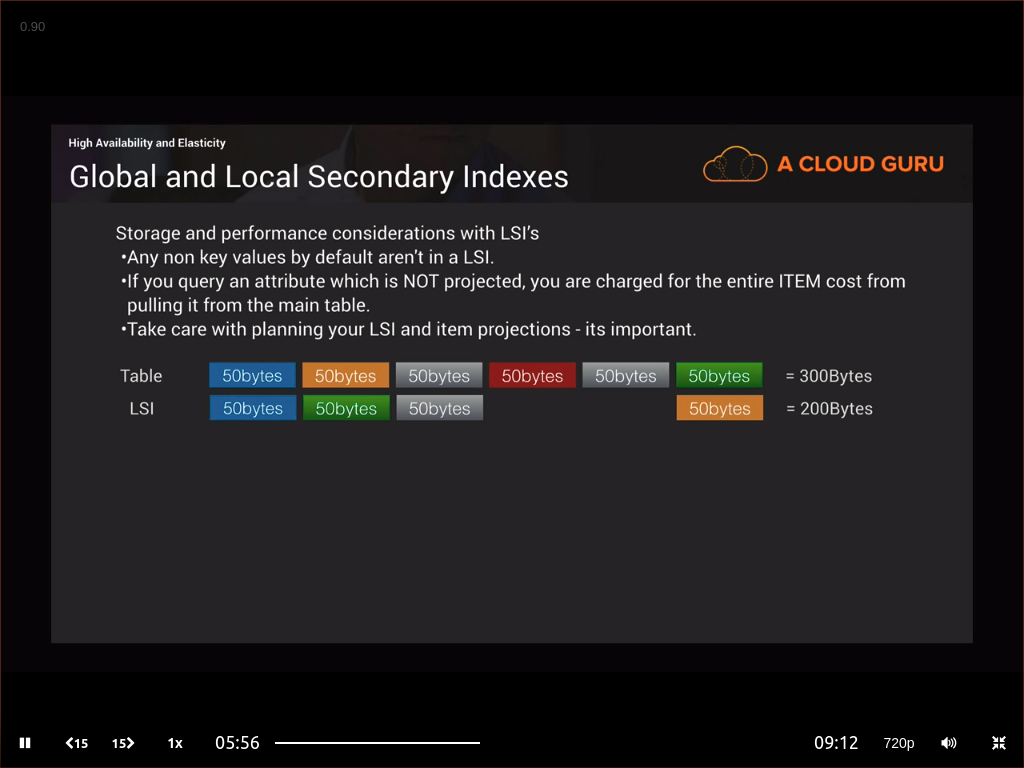 0.90
High Availability and Elasticity
Global and Local Secondary Indexes
A CLOUD GURU
Storage and performance considerations with LSI's
•Any non key values by default aren't in a LSI.
•If you query an attribute which is NOT projected, you are charged for the entire ITEM cost from
pulling it from the main table.
•Take care with planning your LSI and item projections - its important.
Table 50bytes 50bytes 50bytes 50bytes 50bytes 50bytes = 300Bytes
LSI 50bytes 50bytes 50bytes 50bytes = 200Bytes
15 15 1x 05:56 09:12 720p